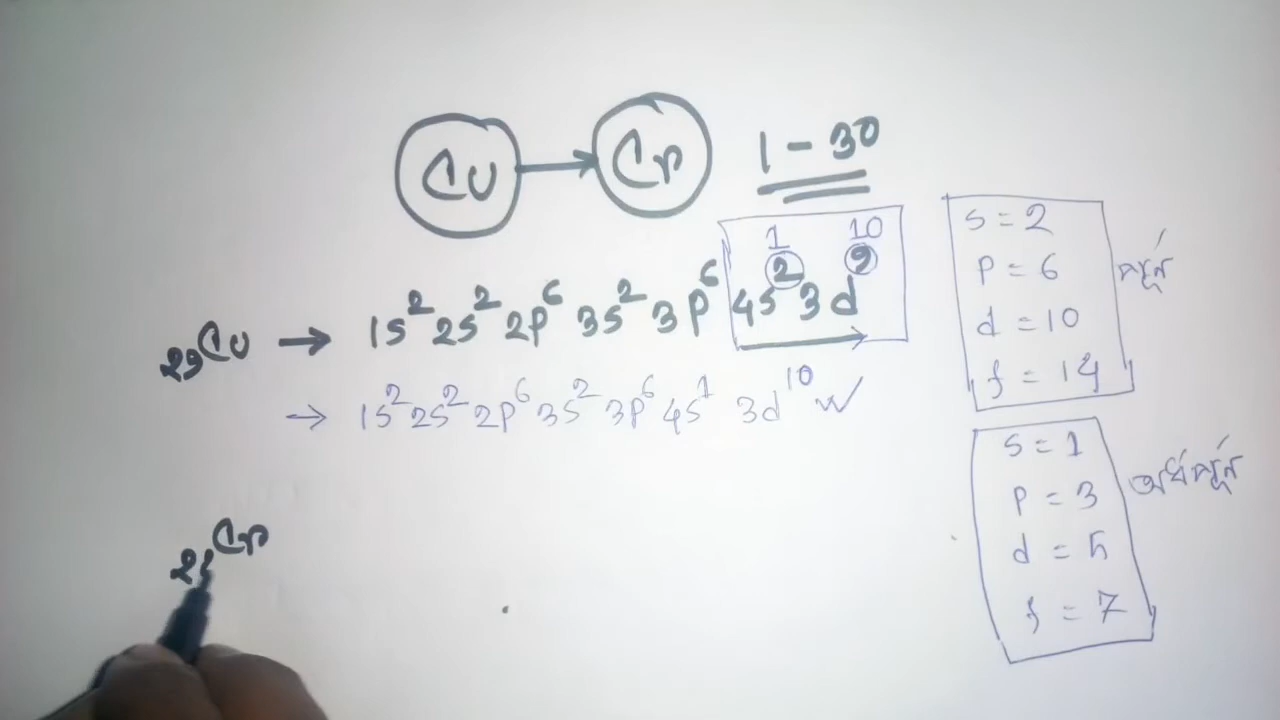 Cu → Cr 1 - 30
1 10
₂₉Cu → 1s² 2s² 2p⁶ 3s² 3p⁶ 4s² 3d⁹
→ 1s² 2s² 2p⁶ 3s² 3p⁶ 4s¹ 3d¹⁰
s = 2
p = 6
d = 10
f = 14
পূর্ণ
s = 1
p = 3
d = 5
f = 7
অর্ধপূর্ণ
Cr